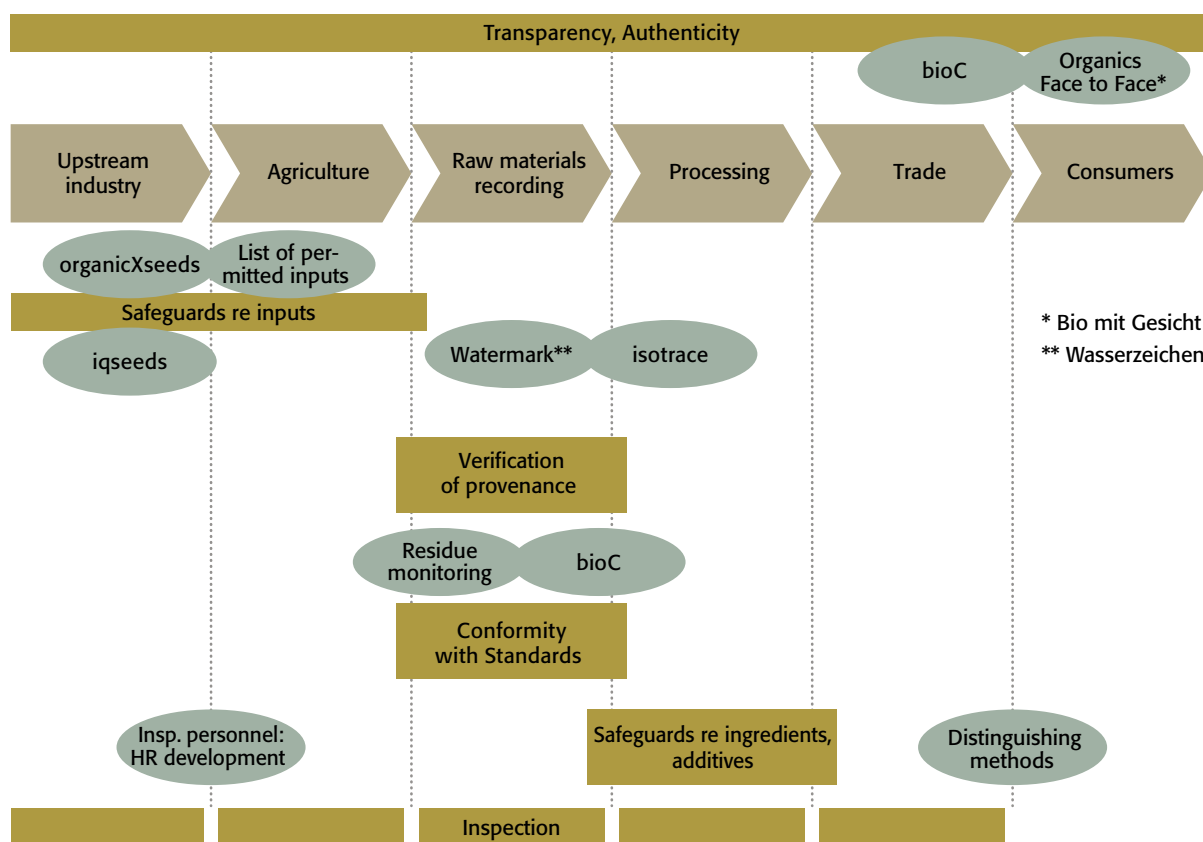 Transparency, Authenticity
bioC
Organics
Face to Face*
Upstream
industry
Agriculture
Raw materials
recording
Processing
Trade
Consumers
organicXseeds
List of per-
mitted inputs
Safeguards re inputs
iqseeds
Watermark**
isotrace
* Bio mit Gesicht
** Wasserzeichen
Verification
of provenance
Residue
monitoring
bioC
Conformity
with Standards
Insp. personnel:
HR development
Safeguards re ingredients,
additives
Distinguishing
methods
Inspection